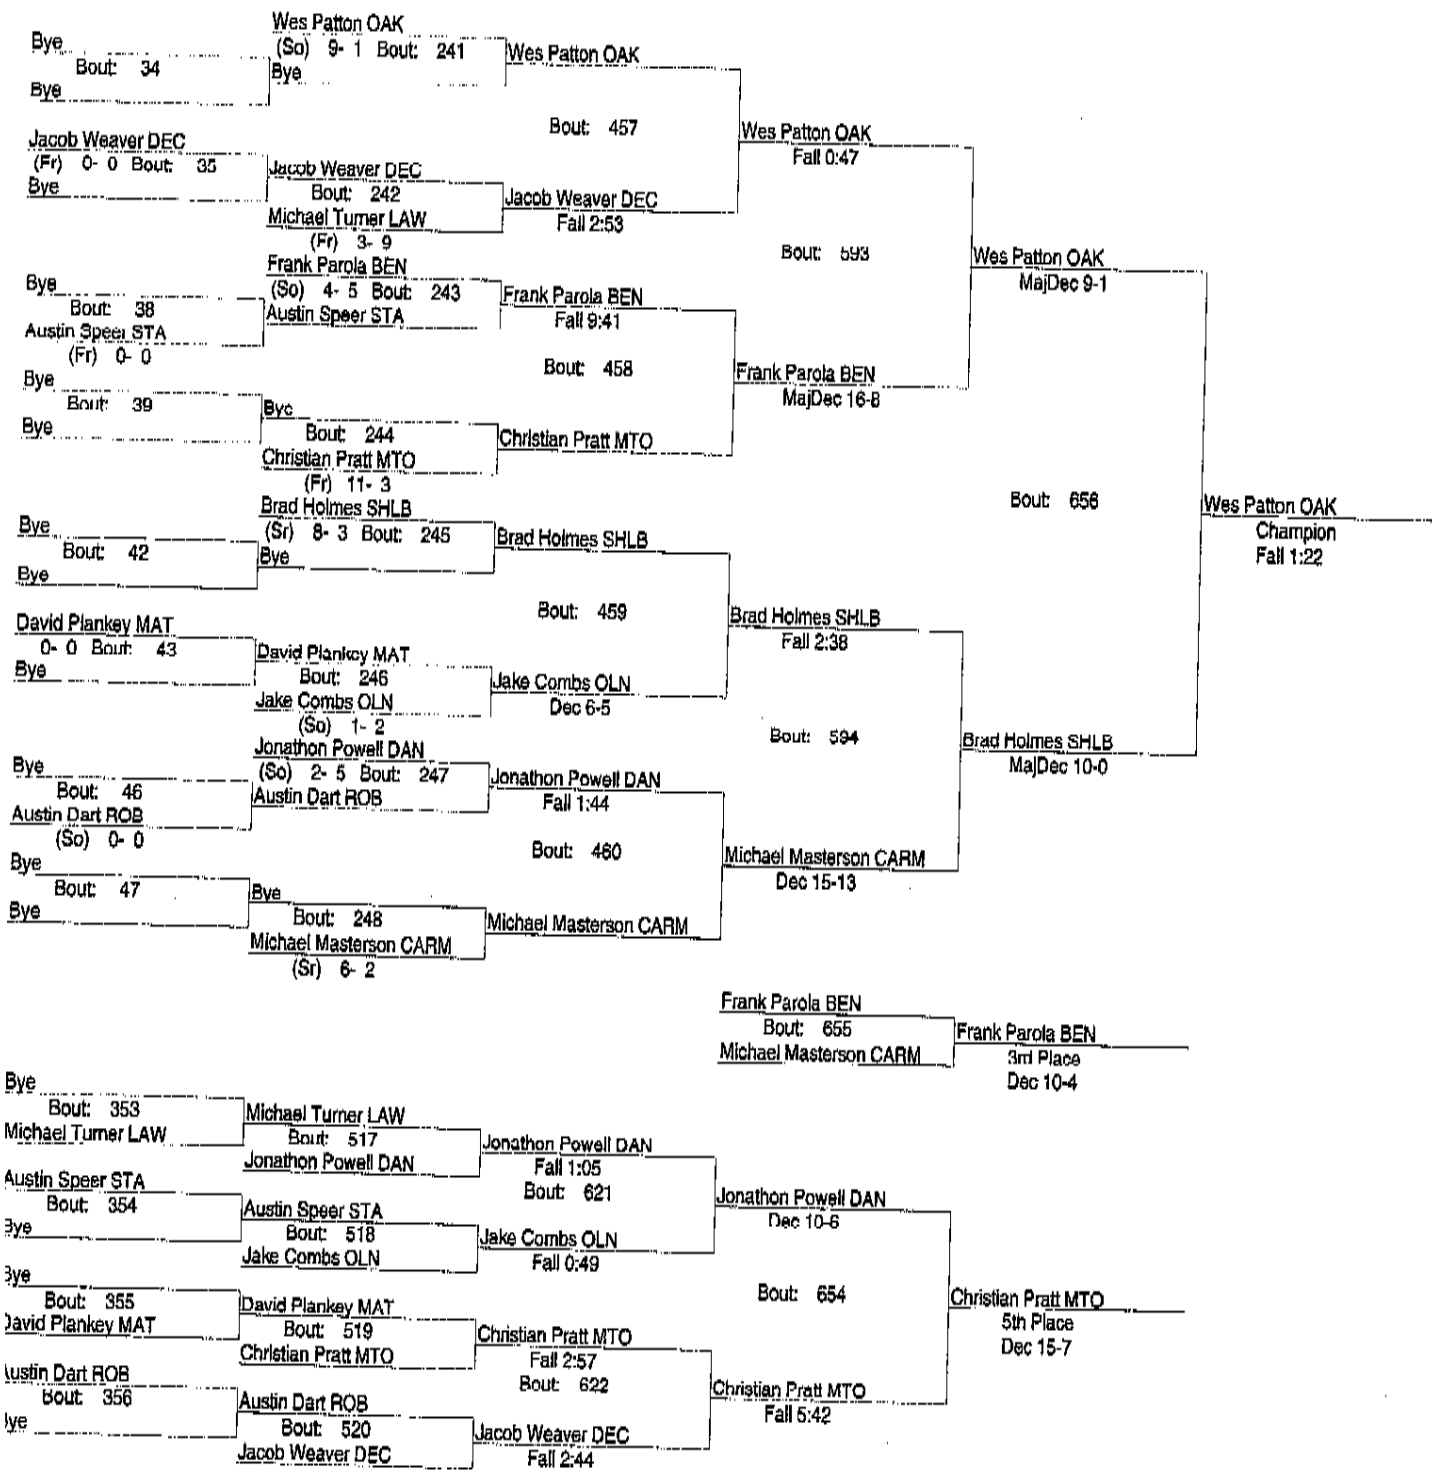 Wes Patton OAK
Bye
(So) 9- 1 Bout: 241
Wes Patton OAK
Bout: 34
Bye
Bye
Bout: 457
Wes Patton OAK
Fall 0:47
Jacob Weaver DEC
(Fr) 0- 0 Bout: 35
Jacob Weaver DEC
Bye
Bout: 242
Jacob Weaver DEC
Michael Turner LAW
Fall 2:53
(Fr) 3- 9
Bout: 593
Wes Patton OAK
MajDec 9-1
Frank Parola BEN
Bye
(So) 4- 5 Bout: 243
Frank Parola BEN
Bout: 38
Austin Speer STA
Fall 9:41
Austin Speer STA
(Fr) 0- 0
Bout: 458
Frank Parola BEN
MajDec 16-8
Bye
Bout: 39
Bye
Bye
Bout: 244
Christian Pratt MTO
Christian Pratt MTO
(Fr) 11- 3
Bout: 656
Wes Patton OAK
Champion
Fall 1:22
Brad Holmes SHLB
Bye
(Sr) 8- 3 Bout: 245
Brad Holmes SHLB
Bout: 42
Bye
Bye
Bout: 459
Brad Holmes SHLB
Fall 2:38
David Plankey MAT
0- 0 Bout: 43
David Plankey MAT
Bye
Bout: 246
Jake Combs OLN
Jake Combs OLN
Dec 6-5
(So) 1- 2
Bout: 594
Brad Holmes SHLB
MajDec 10-0
Jonathon Powell DAN
Bye
(So) 2- 5 Bout: 247
Jonathon Powell DAN
Bout: 46
Austin Dart ROB
Fall 1:44
Austin Dart ROB
(So) 0- 0
Bout: 460
Michael Masterson CARM
Dec 15-13
Bye
Bout: 47
Bye
Bye
Bout: 248
Michael Masterson CARM
Michael Masterson CARM
(Sr) 6- 2
Frank Parola BEN
Bout: 655
Frank Parola BEN
Michael Masterson CARM
3rd Place
Dec 10-4
Bye
Bout: 353
Michael Turner LAW
Michael Turner LAW
Bout: 517
Jonathon Powell DAN
Jonathon Powell DAN
Fall 1:05
Bout: 621
Jonathon Powell DAN
Dec 10-6
Austin Speer STA
Bout: 354
Austin Speer STA
Bye
Bout: 518
Jake Combs OLN
Jake Combs OLN
Fall 0:49
Bout: 654
Christian Pratt MTO
5th Place
Dec 15-7
Bye
Bout: 355
David Plankey MAT
David Plankey MAT
Bout: 519
Christian Pratt MTO
Christian Pratt MTO
Fall 2:57
Bout: 622
Christian Pratt MTO
Fall 5:42
Austin Dart ROB
Bout: 356
Austin Dart ROB
Bye
Bout: 520
Jacob Weaver DEC
Jacob Weaver DEC
Fall 2:44